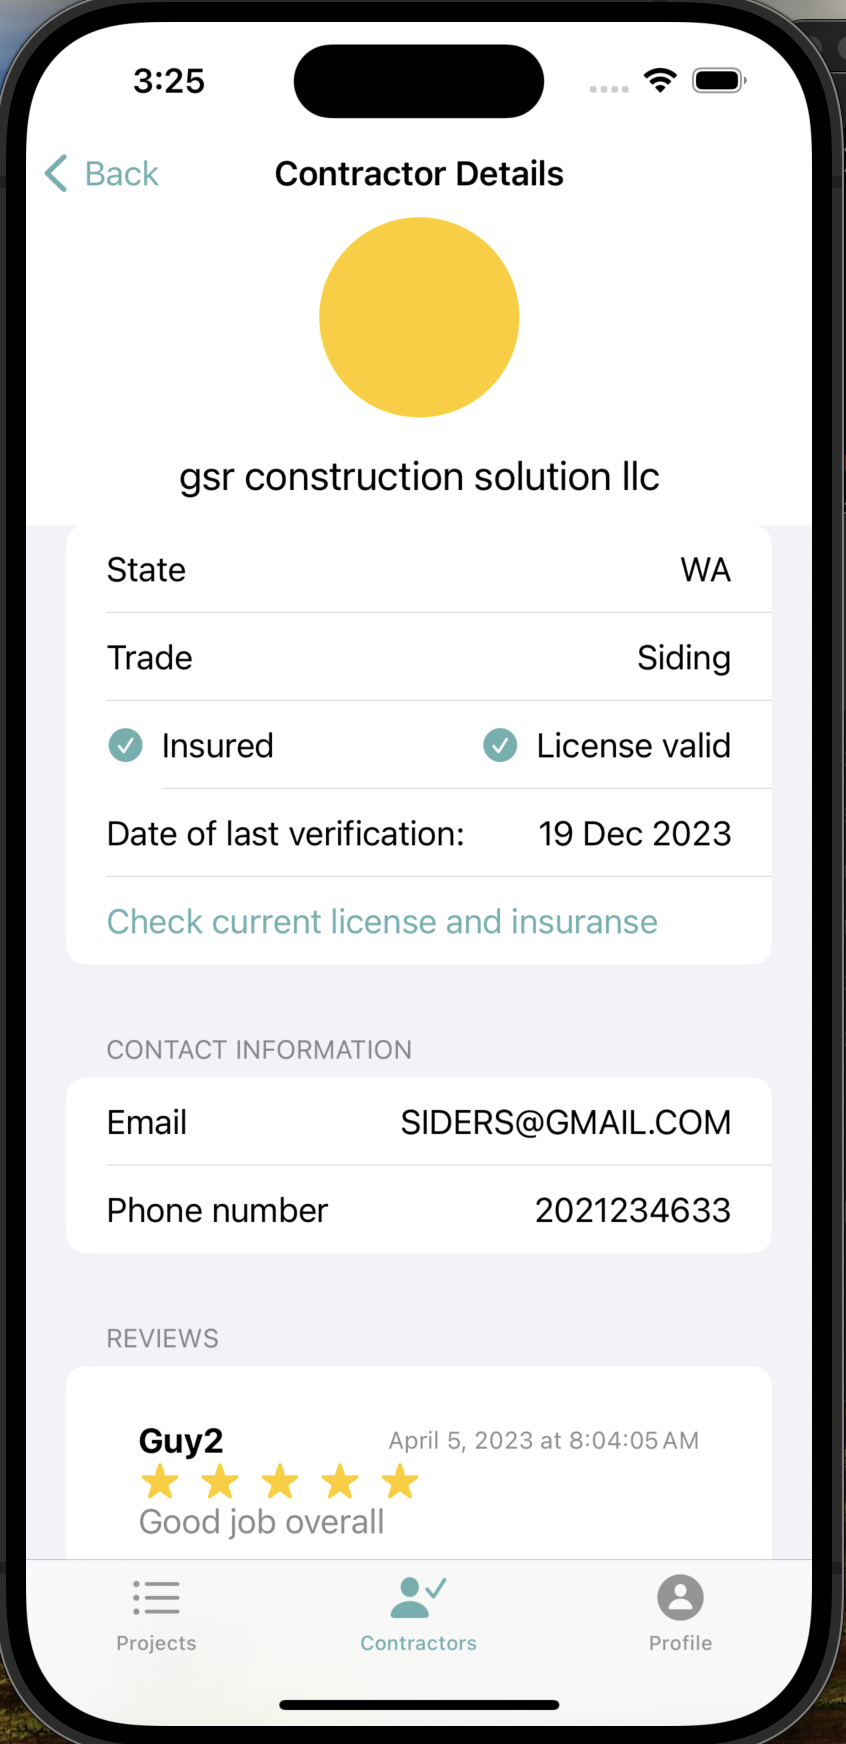 3:25
Back
Contractor Details
gsr construction solution llc
State WA
Trade Siding
Insured License valid
Date of last verification: 19 Dec 2023
Check current license and insuranse
CONTACT INFORMATION
Email SIDERS@GMAIL.COM
Phone number 2021234633
REVIEWS
Guy2 April 5, 2023 at 8:04:05 AM
Good job overall
Projects Contractors Profile